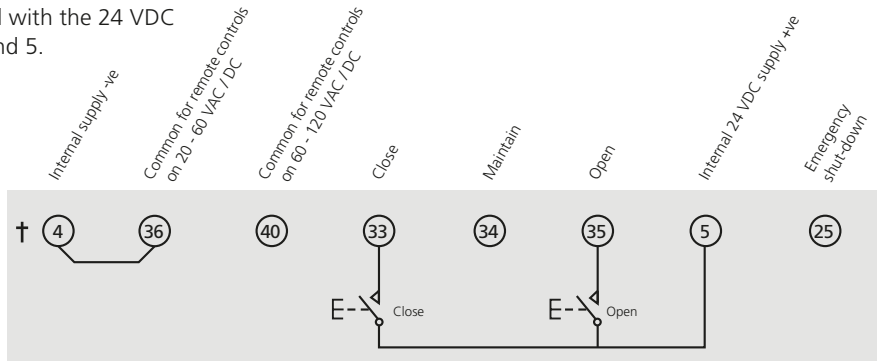 with the 24 VDC
nd 5.
Internal supply -ve
Common for remote controls
on 20 - 60 VAC / DC
Common for remote controls
on 60 - 120 VAC / DC
Close
Maintain
Open
Internal 24 VDC supply +ve
Emergency
shut-down
† 4 36 40 33 34 35 5 25
Close Open